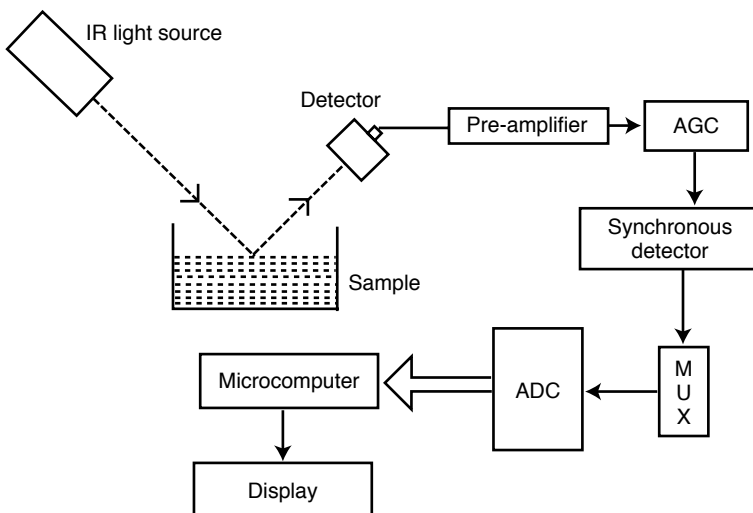 IR light source
Detector
Pre-amplifier
AGC
Synchronous
detector
Sample
M
U
X
ADC
Microcomputer
Display